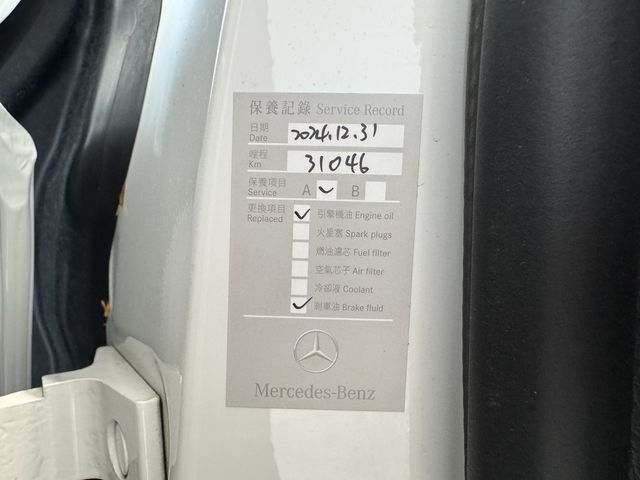 保養記錄 Service Record
日期 2024.12.31
Date
哩程 31046
Km
保養項目 A ✓ B
Service
更換項目 ✓ 引擎機油 Engine oil
Replaced
火星塞 Spark plugs
燃油濾芯 Fuel filter
空氣芯子 Air filter
冷卻液 Coolant
✓ 剎車油 Brake fluid
Mercedes-Benz